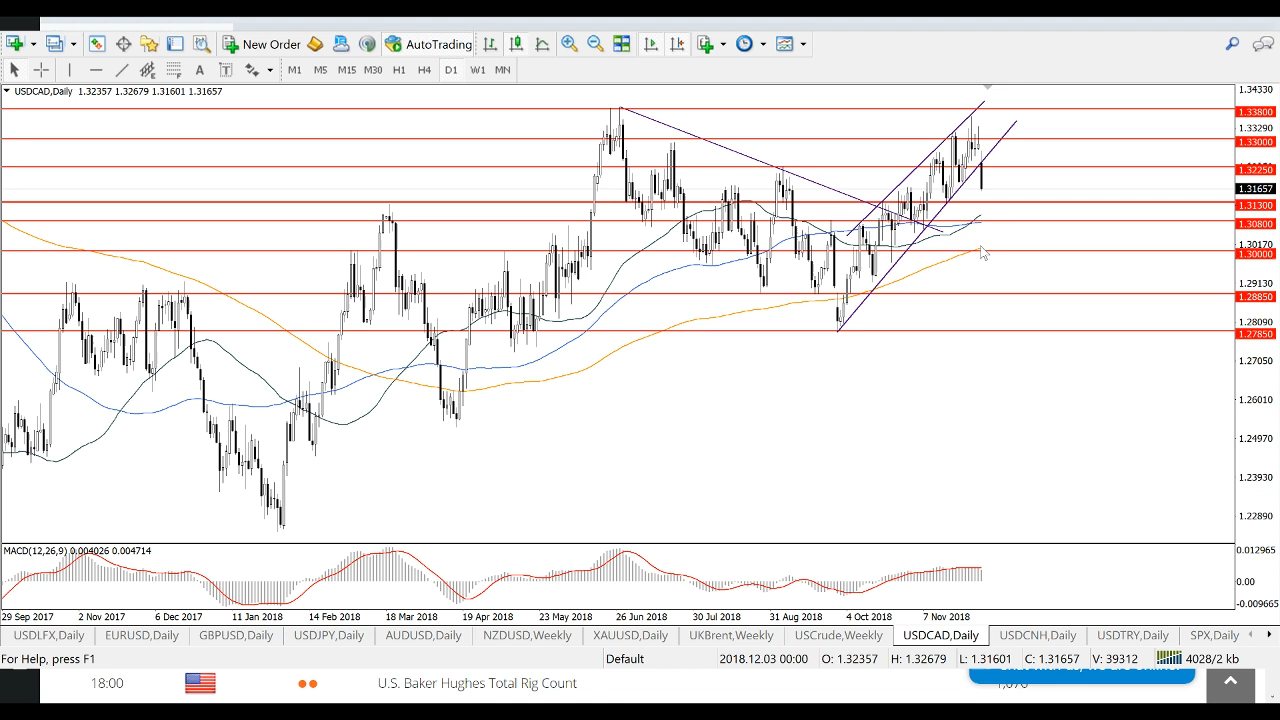 New Order AutoTrading
A T M1 M5 M15 M30 H1 H4 D1 W1 MN
USDCAD,Daily 1.32357 1.32679 1.31601 1.31657
1.34330
1.33800
1.33290
1.33000
1.32250
1.31657
1.31300
1.30800
1.30170
1.30000
1.29130
1.28850
1.28090
1.27850
1.27050
1.26010
1.24970
1.23930
1.22890
MACD(12,26,9) 0.004026 0.004714
0.012965
0.00
-0.009665
29 Sep 2017 2 Nov 2017 6 Dec 2017 11 Jan 2018 14 Feb 2018 18 Mar 2018 19 Apr 2018 23 May 2018 26 Jun 2018 30 Jul 2018 31 Aug 2018 4 Oct 2018 7 Nov 2018
USDLFX,Daily EURUSD,Daily GBPUSD,Daily USDJPY,Daily AUDUSD,Daily NZDUSD,Weekly XAUUSD,Daily UKBrent,Weekly USCrude,Weekly USDCAD,Daily USDCNH,Daily USDTRY,Daily SPX,Daily
For Help, press F1 Default 2018.12.03 00:00 O: 1.32357 H: 1.32679 L: 1.31601 C: 1.31657 V: 39312 4028/2 kb
18:00 U.S. Baker Hughes Total Rig Count